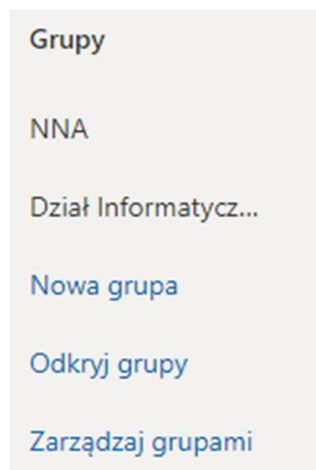 Grupy
NNA
Dział Informatycz...
Nowa grupa
Odkryj grupy
Zarządzaj grupami